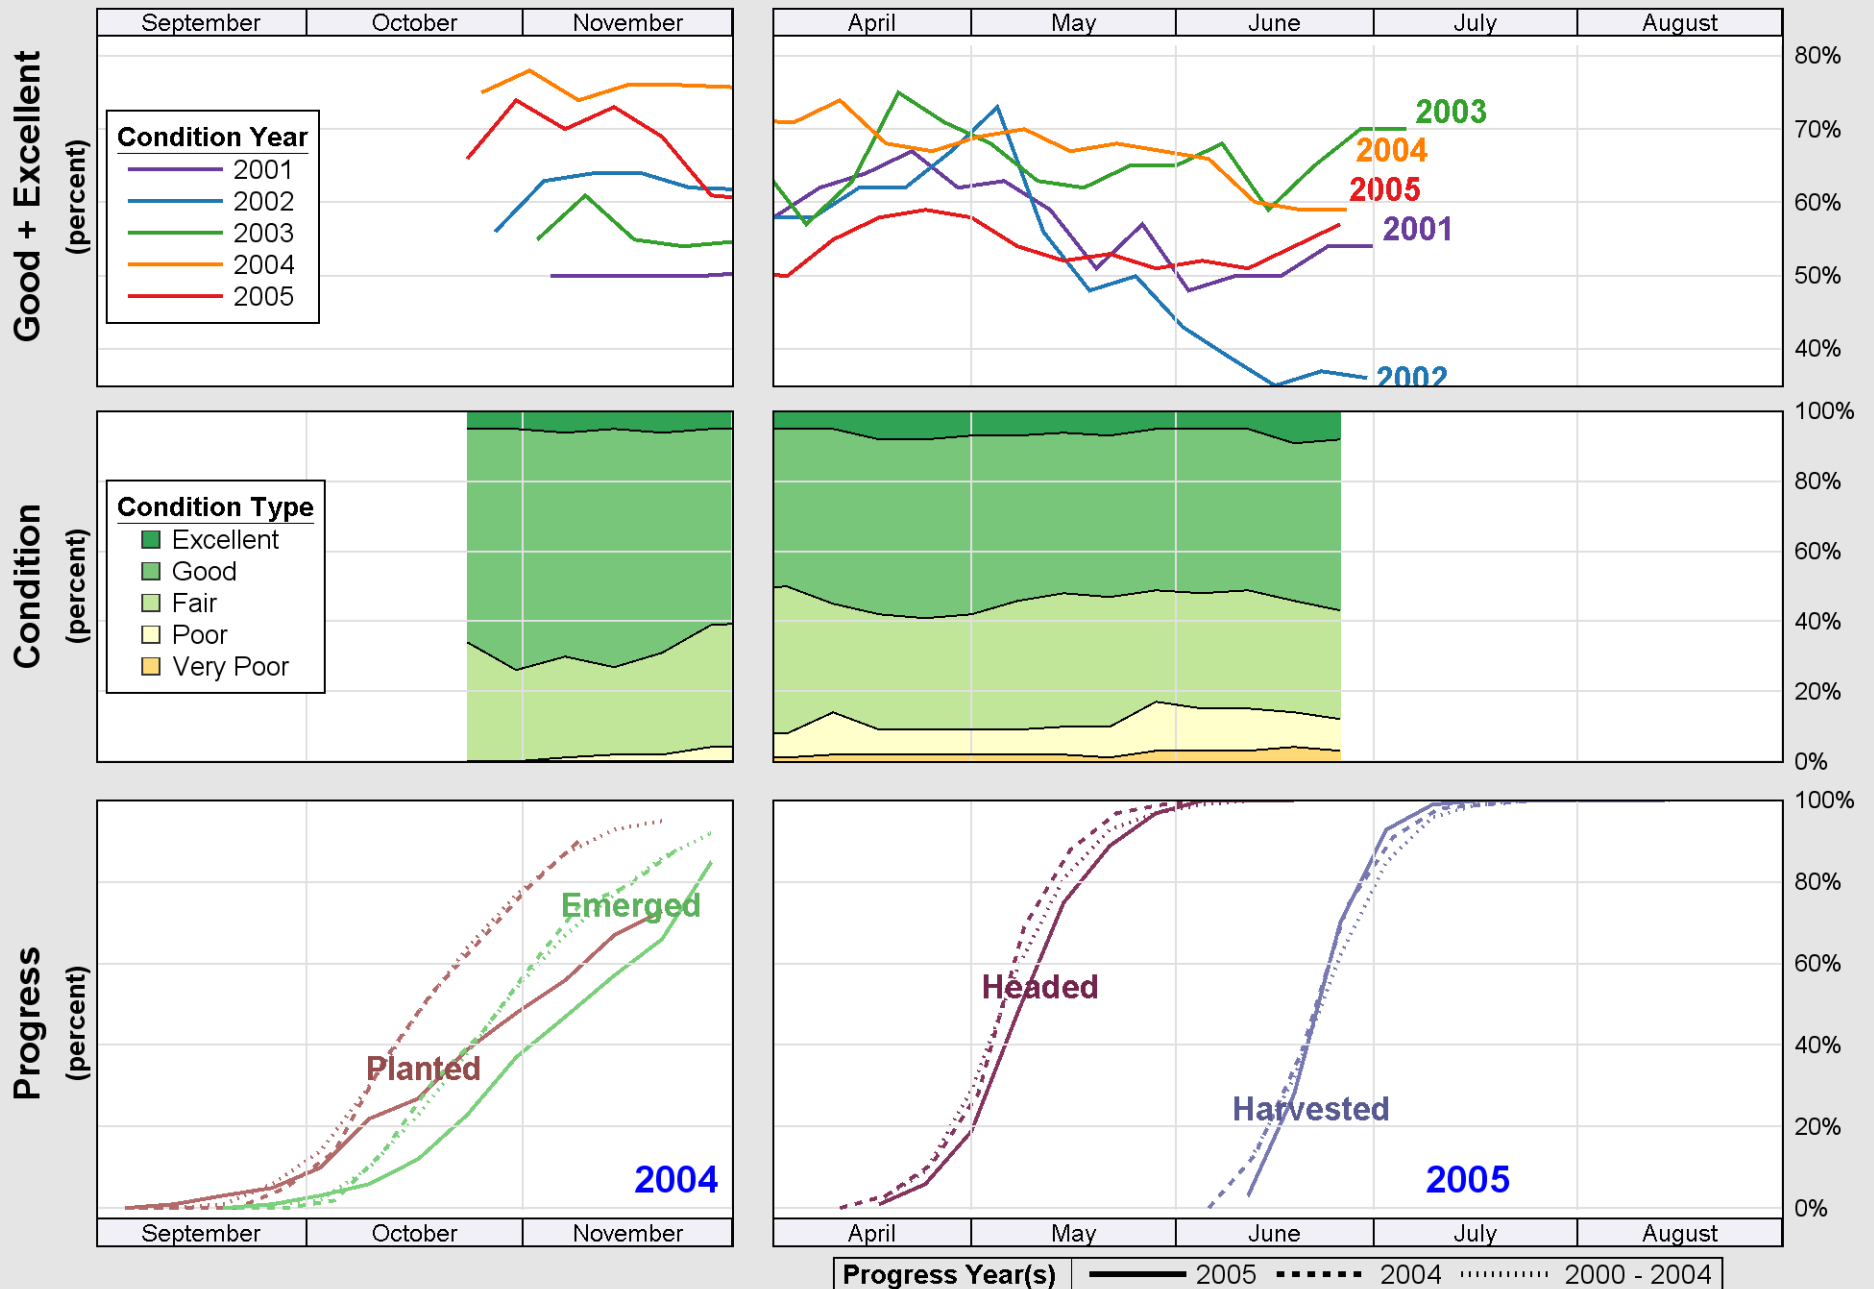 September October November April May June July August
Good + Excellent
(percent)
80%
70%
60%
50%
40%
Condition Year
2001
2002
2003
2004
2005
2003
2004
2005
2001
2002
Condition
(percent)
100%
80%
60%
40%
20%
0%
Condition Type
Excellent
Good
Fair
Poor
Very Poor
Progress
(percent)
100%
80%
60%
40%
20%
0%
Emerged
Planted
Headed
Harvested
2004
2005
September October November April May June July August
Progress Year(s) 2005 2004 2000 - 2004